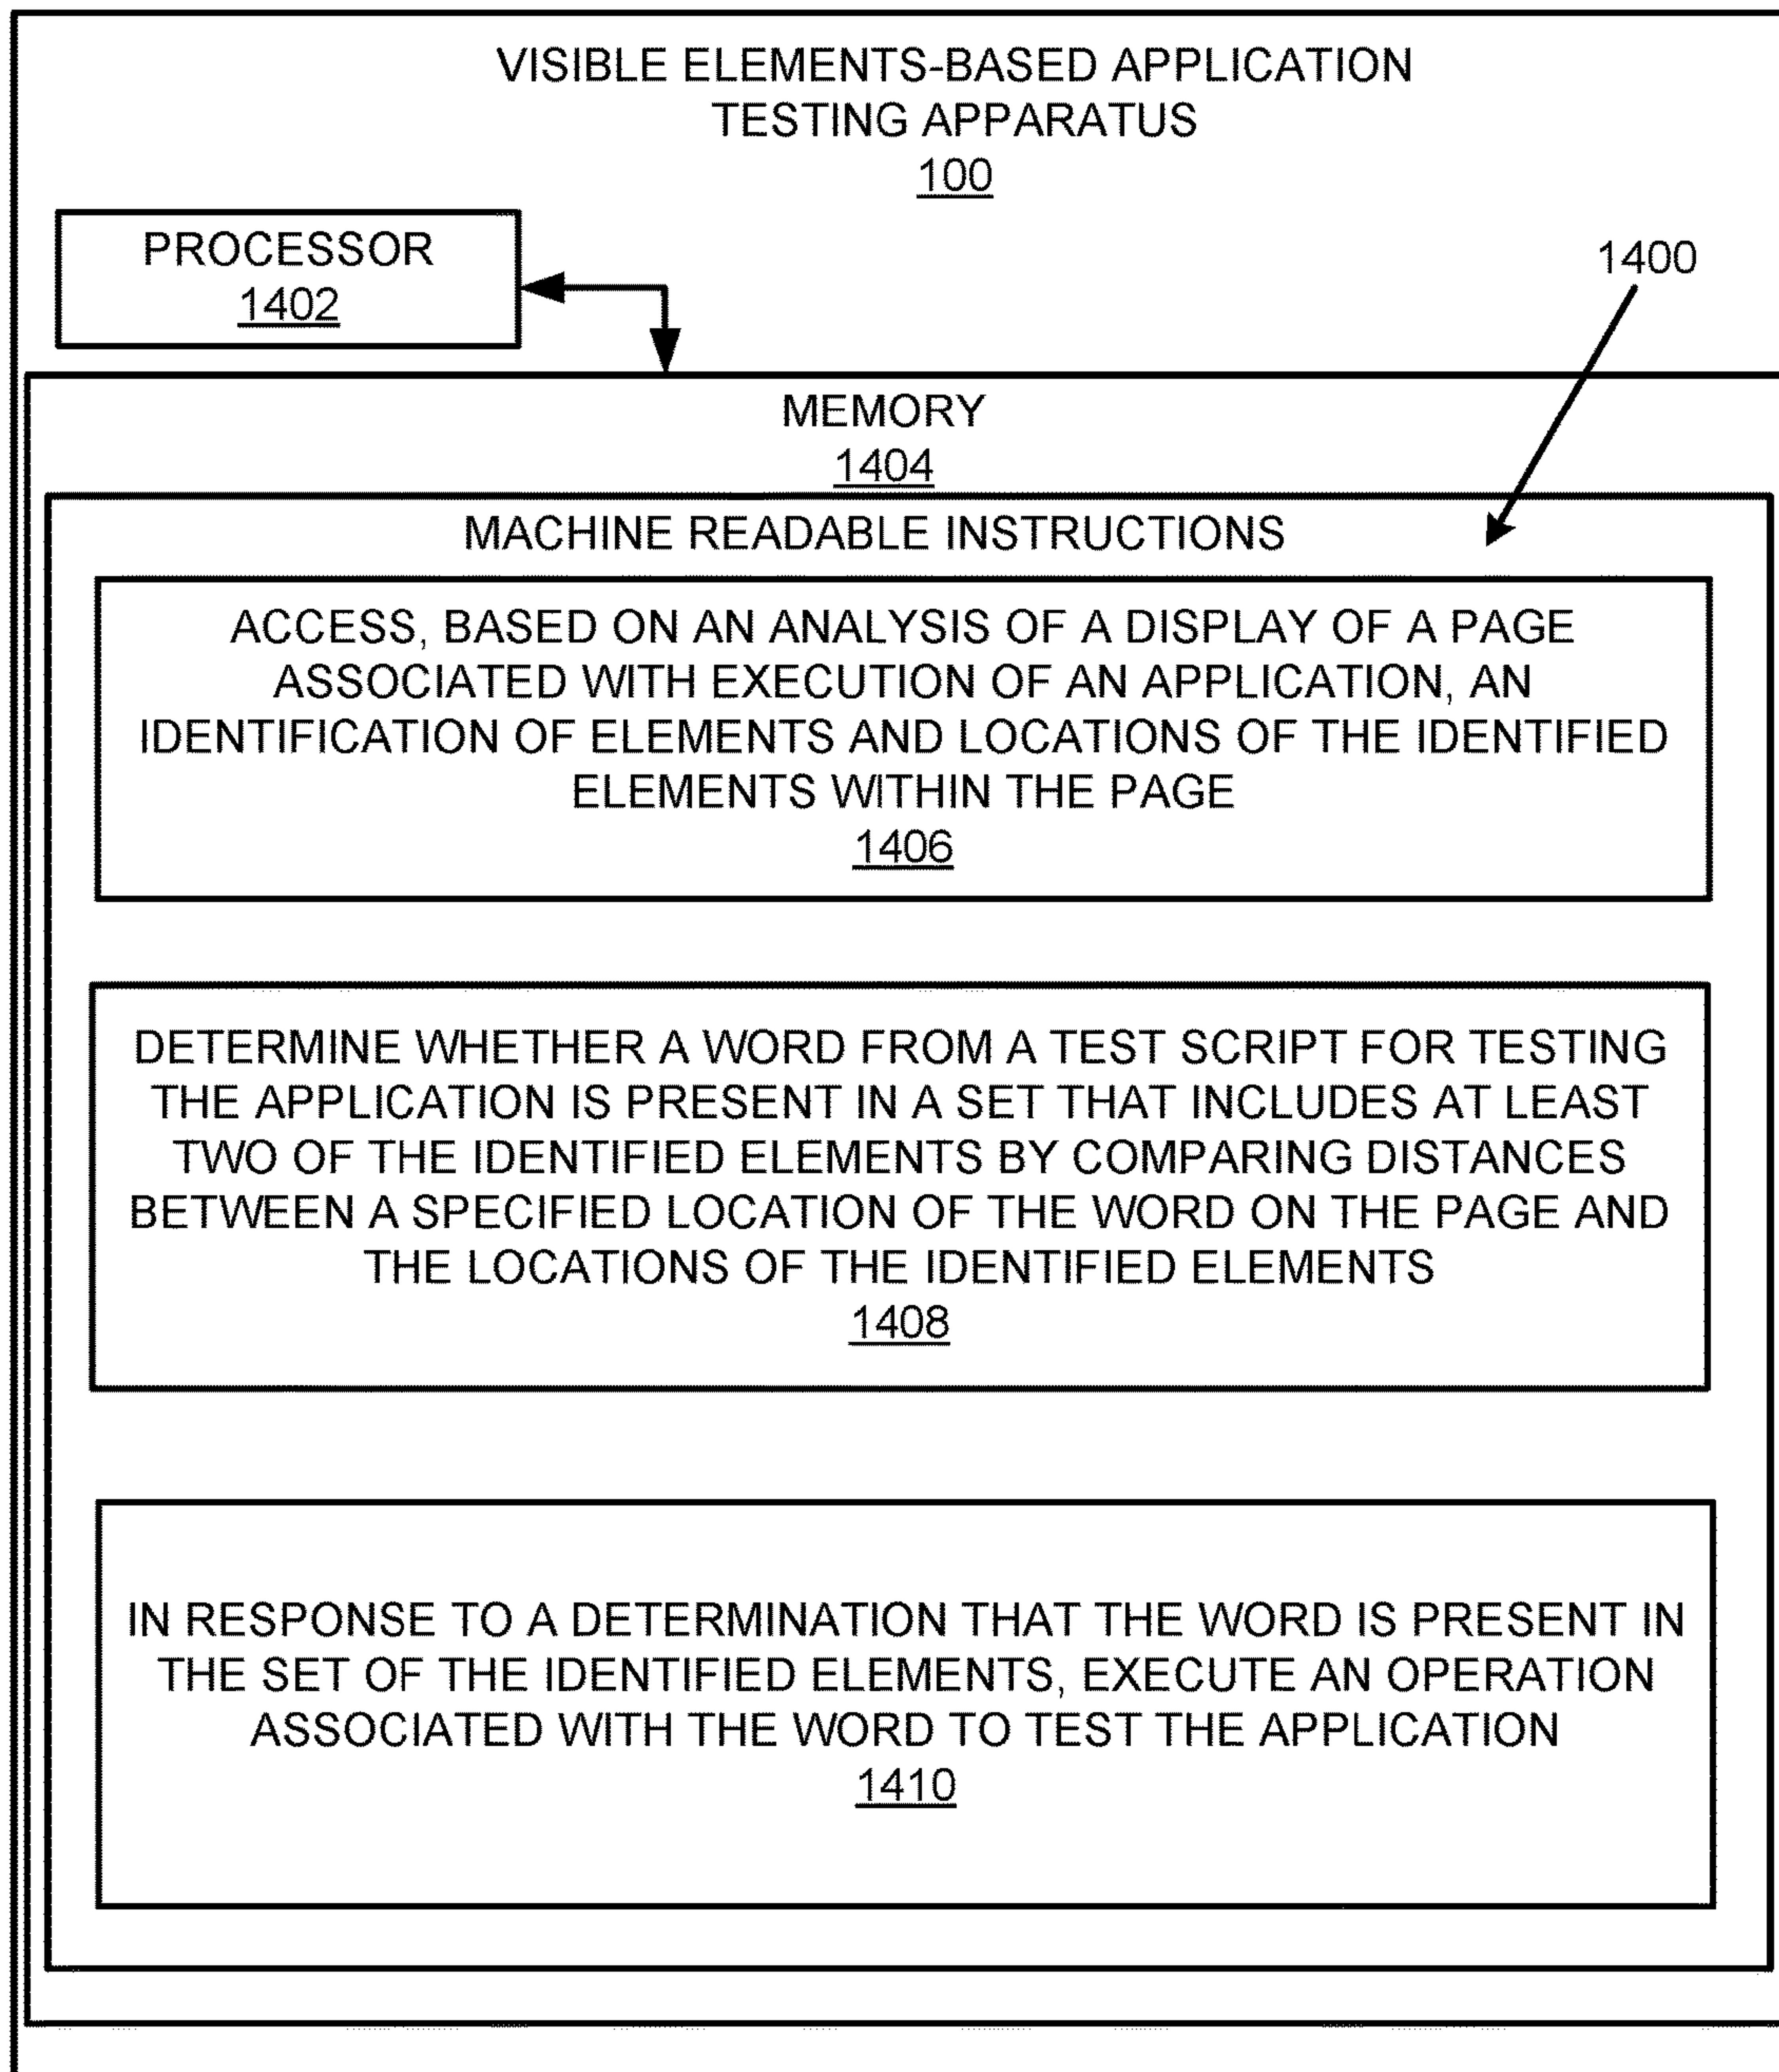 VISIBLE ELEMENTS-BASED APPLICATION
TESTING APPARATUS
100
PROCESSOR
1402
1400
MEMORY
1404
MACHINE READABLE INSTRUCTIONS
ACCESS, BASED ON AN ANALYSIS OF A DISPLAY OF A PAGE
ASSOCIATED WITH EXECUTION OF AN APPLICATION, AN
IDENTIFICATION OF ELEMENTS AND LOCATIONS OF THE IDENTIFIED
ELEMENTS WITHIN THE PAGE
1406
DETERMINE WHETHER A WORD FROM A TEST SCRIPT FOR TESTING
THE APPLICATION IS PRESENT IN A SET THAT INCLUDES AT LEAST
TWO OF THE IDENTIFIED ELEMENTS BY COMPARING DISTANCES
BETWEEN A SPECIFIED LOCATION OF THE WORD ON THE PAGE AND
THE LOCATIONS OF THE IDENTIFIED ELEMENTS
1408
IN RESPONSE TO A DETERMINATION THAT THE WORD IS PRESENT IN
THE SET OF THE IDENTIFIED ELEMENTS, EXECUTE AN OPERATION
ASSOCIATED WITH THE WORD TO TEST THE APPLICATION
1410